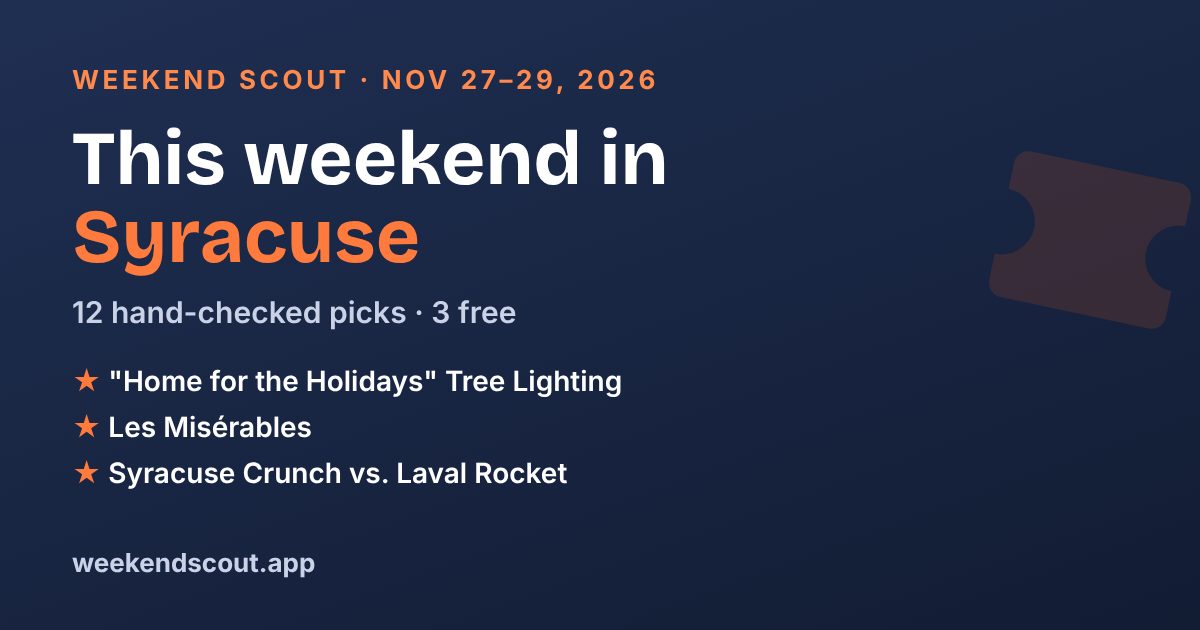 WEEKEND SCOUT · NOV 27–29, 2026
This weekend in
Syracuse
12 hand-checked picks · 3 free
★ "Home for the Holidays" Tree Lighting
★ Les Misérables
★ Syracuse Crunch vs. Laval Rocket
weekendscout.app